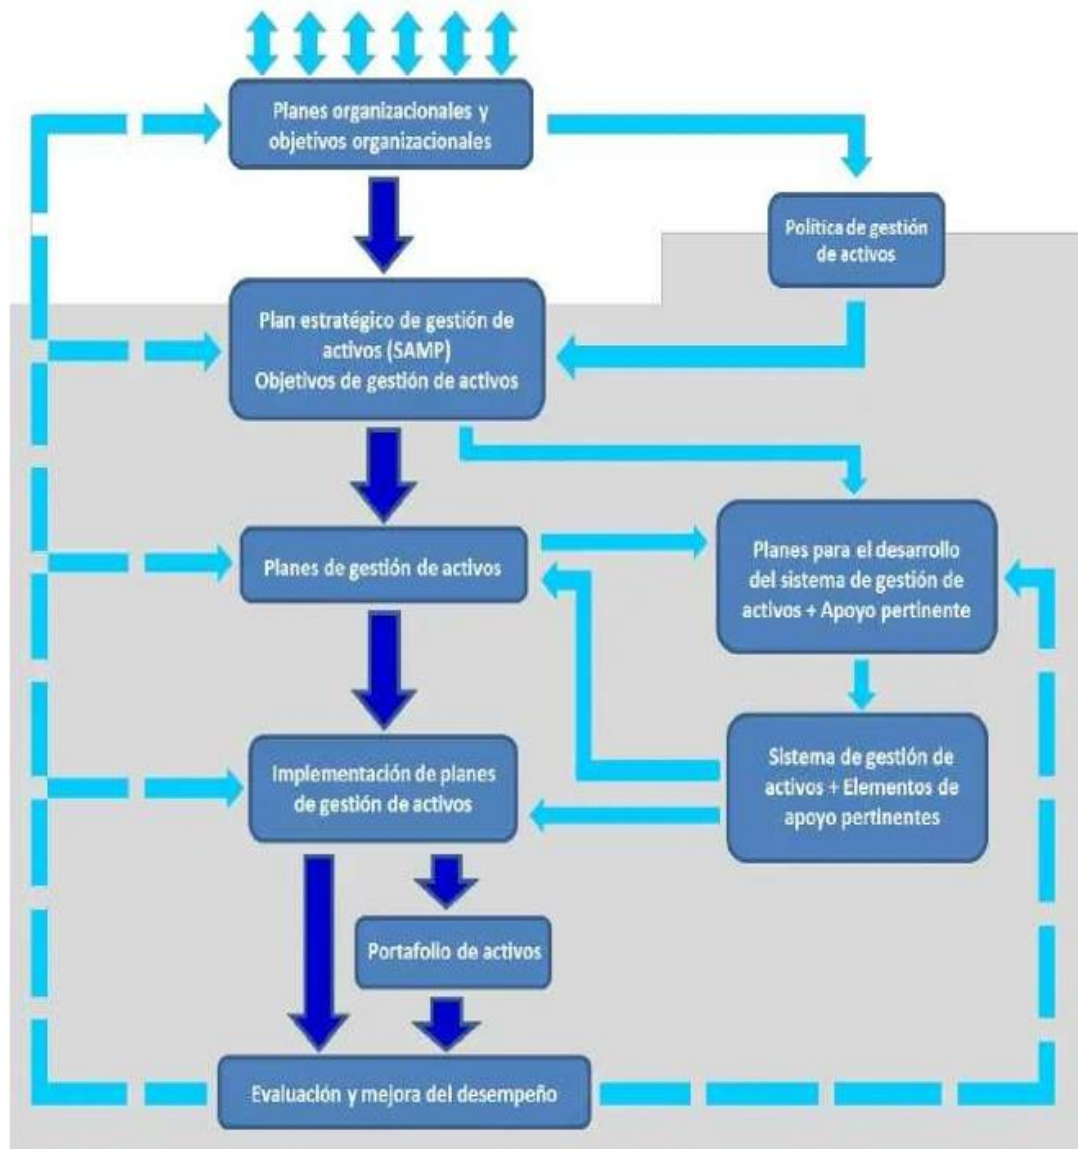 Planes organizacionales y
objetivos organizacionales
Política de gestión
de activos
Plan estratégico de gestión de
activos (SAMP)
Objetivos de gestión de activos
Planes de gestión de activos
Planes para el desarrollo
del sistema de gestión de
activos + Apoyo pertinente
Implementación de planes
de gestión de activos
Sistema de gestión de
activos + Elementos de
apoyo pertinentes
Portafolio de activos
Evaluación y mejora del desempeño